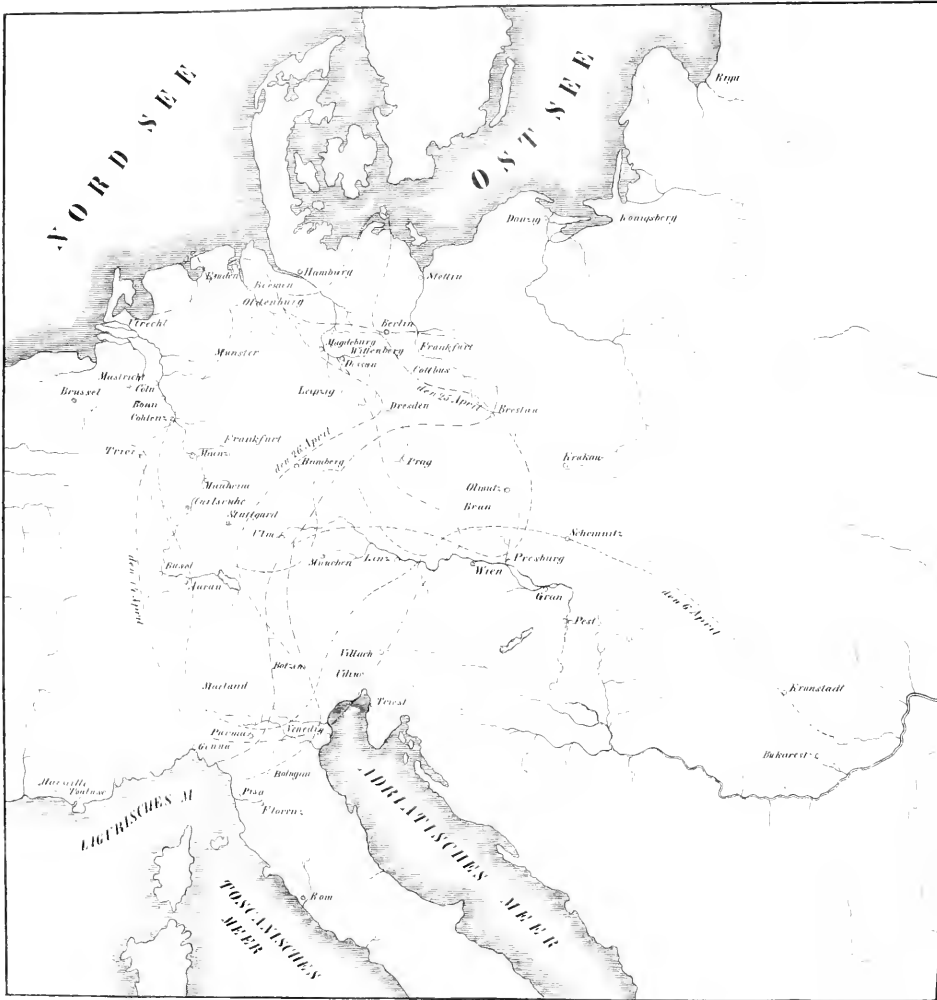 NORD SEE
OST SEE
Riga
Danzig
Königsberg
Hamburg
Stettin
Emden
Bremen
Oldenburg
Utrecht
Berlin
Magdeburg
Wittenberg
Frankfurt
Dessau
Munster
Cottbus
Mastricht
Cöln
Leipzig
den 25 April
Brussel
Bonn
Dresden
Breslau
Coblenz
Frankfurt
den 26 April
Trier
Mainz
Bamberg
Prag
Krakau
Manheim
Carlsruhe
Olmutz
Brun
Stuttgard
Ulm
Schemnitz
Basel
Munchen
Linz
Wien
Presburg
Aarau
Gran
Pest
den 6 April
Villach
Botzen
Udine
Mailand
Triest
Kronstadt
Parma
Venedig
Genua
Bukarest
Bologna
Marseille
Toulouse
Pisa
Florenz
LIGURISCHES M
ADRIATISCHES MEER
Rom
TOSCANISCHES
MEER